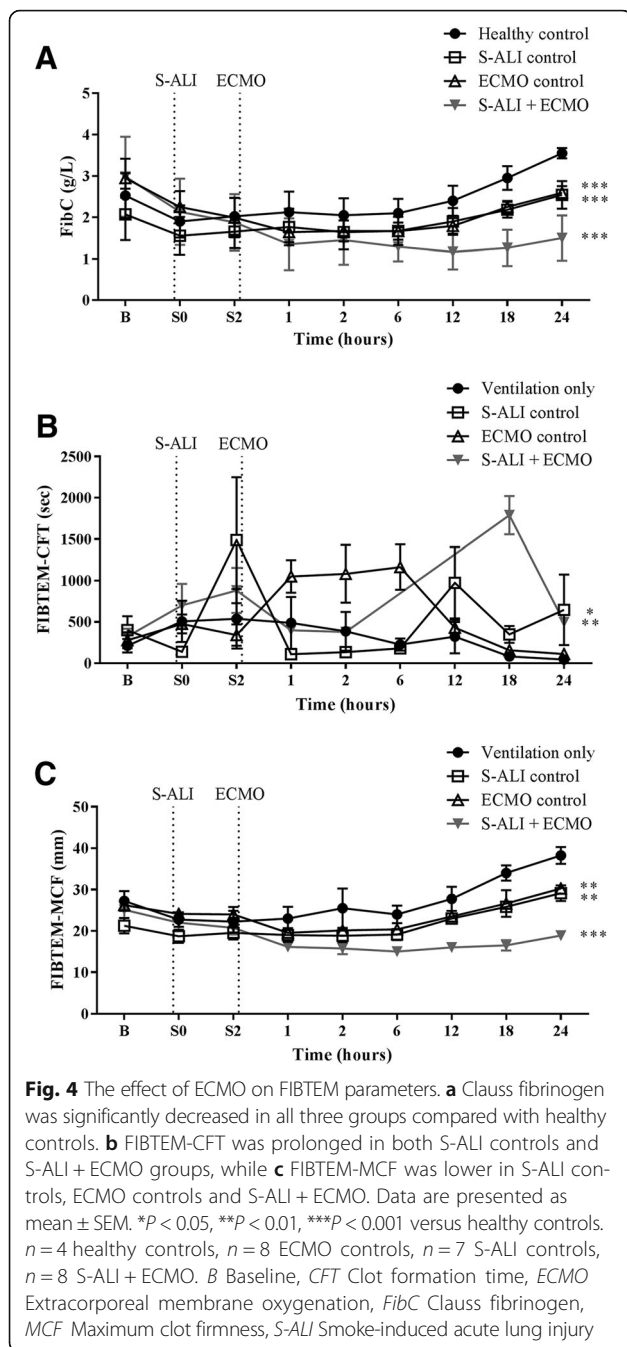 A
Healthy control
S-ALI control
ECMO control
S-ALI + ECMO
S-ALI ECMO
FibC (g/L)
5
4
3
2
1
0
***
***
***
B S0 S2 1 2 6 12 18 24
Time (hours)
B
Ventilation only
S-ALI control
ECMO control
S-ALI + ECMO
S-ALI ECMO
FIBTEM-CFT (sec)
2500
2000
1500
1000
500
0
*
**
B S0 S2 1 2 6 12 18 24
Time (hours)
C
Ventilation only
S-ALI control
ECMO control
S-ALI + ECMO
S-ALI ECMO
FIBTEM-MCF (mm)
50
40
30
20
10
0
**
**
***
B S0 S2 1 2 6 12 18 24
Time (hours)
Fig. 4 The effect of ECMO on FIBTEM parameters. a Clauss fibrinogen
was significantly decreased in all three groups compared with healthy
controls. b FIBTEM-CFT was prolonged in both S-ALI controls and
S-ALI + ECMO groups, while c FIBTEM-MCF was lower in S-ALI con-
trols, ECMO controls and S-ALI + ECMO. Data are presented as
mean ± SEM. *P < 0.05, **P < 0.01, ***P < 0.001 versus healthy controls.
n = 4 healthy controls, n = 8 ECMO controls, n = 7 S-ALI controls,
n = 8 S-ALI + ECMO. B Baseline, CFT Clot formation time, ECMO
Extracorporeal membrane oxygenation, FibC Clauss fibrinogen,
MCF Maximum clot firmness, S-ALI Smoke-induced acute lung injury